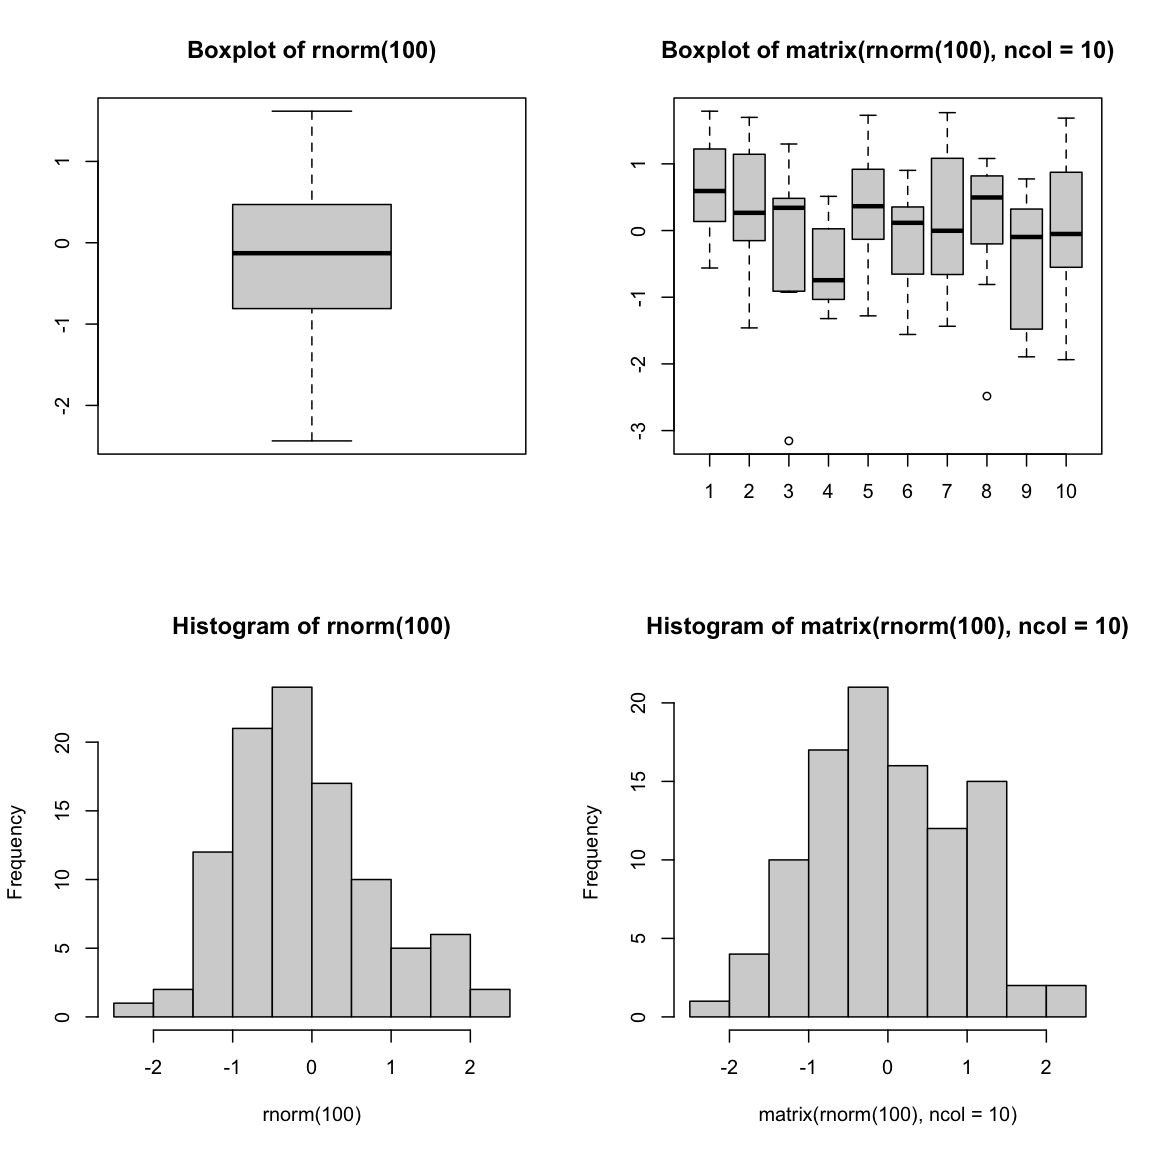 Boxplot of rnorm(100)
1
0
-1
-2
Boxplot of matrix(rnorm(100), ncol = 10)
1
0
-1
-2
-3
1 2 3 4 5 6 7 8 9 10
Histogram of rnorm(100)
Frequency
20
15
10
5
0
-2 -1 0 1 2
rnorm(100)
Histogram of matrix(rnorm(100), ncol = 10)
Frequency
20
15
10
5
0
-2 -1 0 1 2
matrix(rnorm(100), ncol = 10)